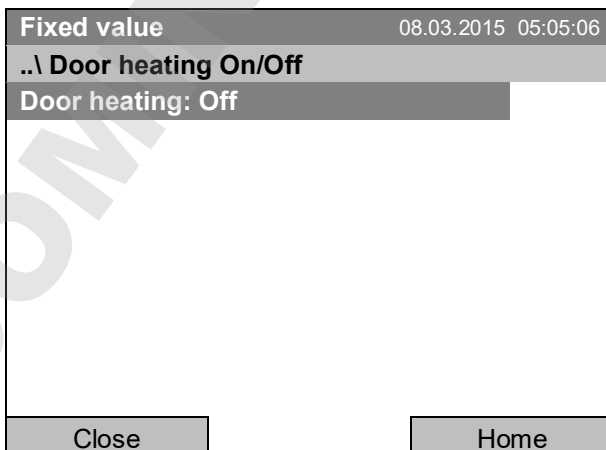 Fixed value 08.03.2015 05:05:06
..\ Door heating On/Off
Door heating: Off
Close Home